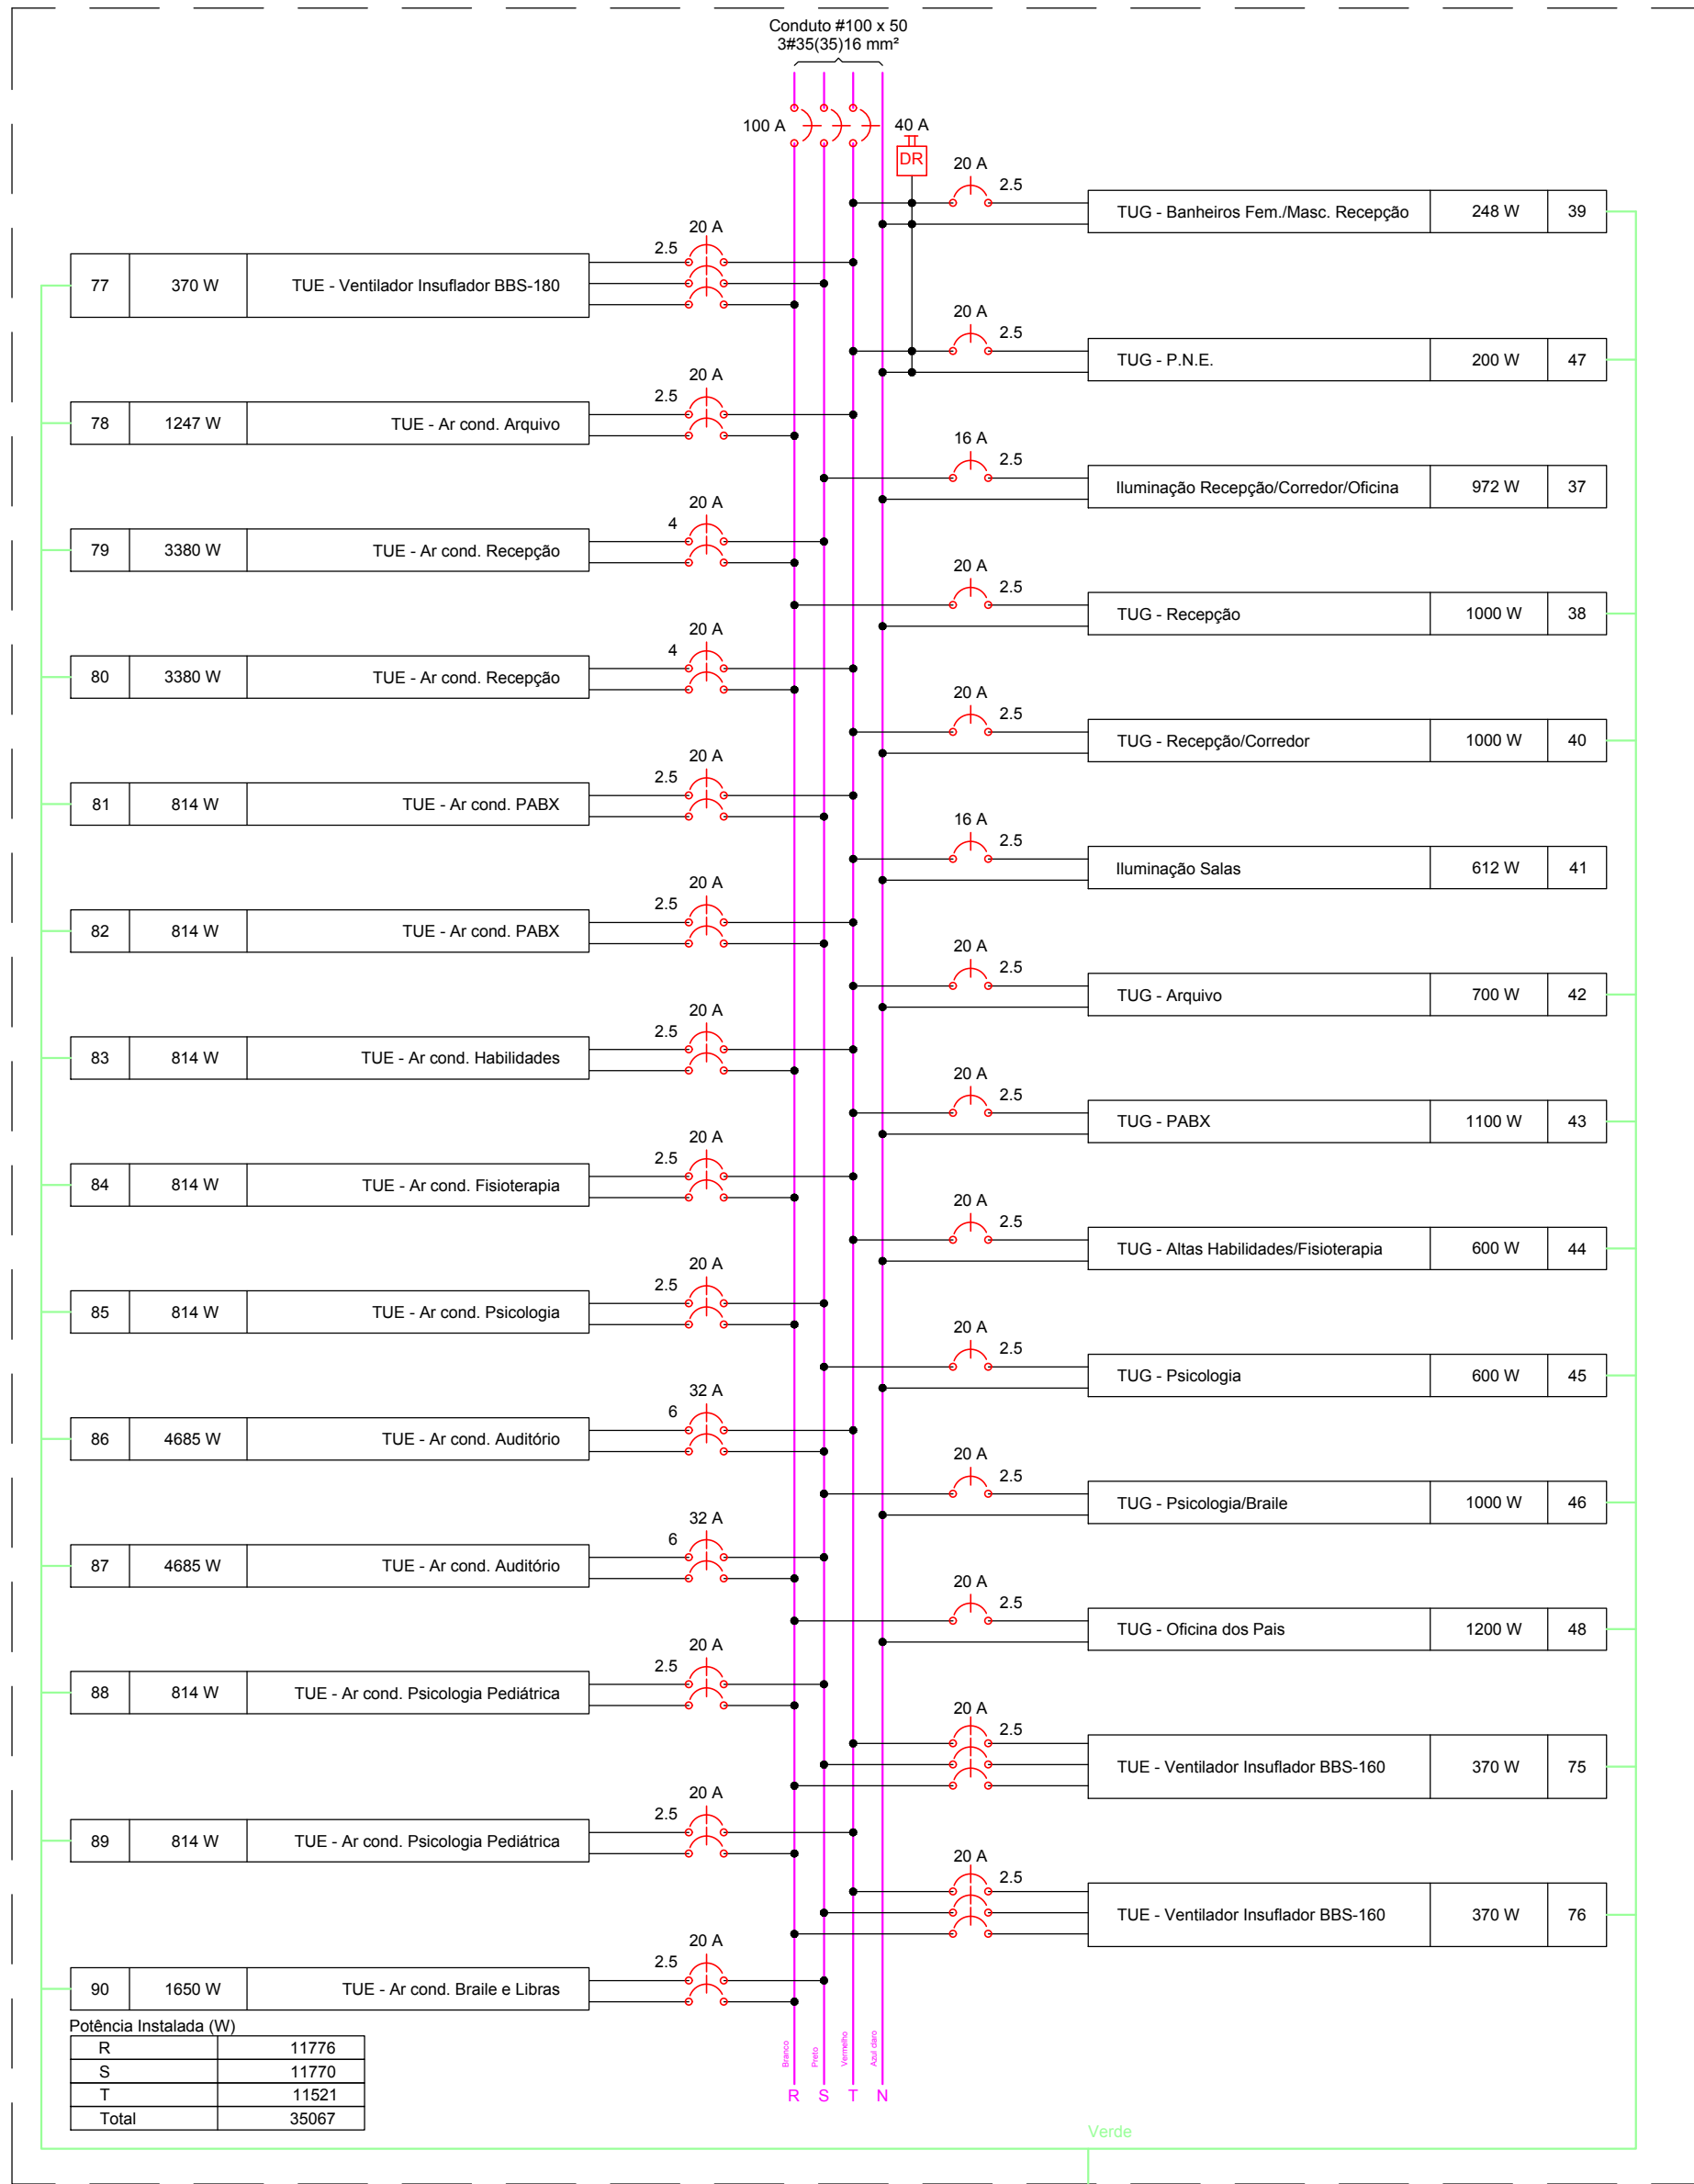 Conduto #100 x 50
3#35(35)16 mm²
100 A
40 A
DR
20 A
2.5
TUG - Banheiros Fem./Masc. Recepção 248 W 39
20 A
2.5
77 370 W TUE - Ventilador Insuflador BBS-180
20 A
2.5
TUG - P.N.E. 200 W 47
20 A
2.5
78 1247 W TUE - Ar cond. Arquivo
16 A
2.5
Iluminação Recepção/Corredor/Oficina 972 W 37
20 A
4
79 3380 W TUE - Ar cond. Recepção
20 A
2.5
TUG - Recepção 1000 W 38
20 A
4
80 3380 W TUE - Ar cond. Recepção
20 A
2.5
TUG - Recepção/Corredor 1000 W 40
20 A
2.5
81 814 W TUE - Ar cond. PABX
16 A
2.5
Iluminação Salas 612 W 41
20 A
2.5
82 814 W TUE - Ar cond. PABX
20 A
2.5
TUG - Arquivo 700 W 42
20 A
2.5
83 814 W TUE - Ar cond. Habilidades
20 A
2.5
TUG - PABX 1100 W 43
20 A
2.5
84 814 W TUE - Ar cond. Fisioterapia
20 A
2.5
TUG - Altas Habilidades/Fisioterapia 600 W 44
20 A
2.5
85 814 W TUE - Ar cond. Psicologia
20 A
2.5
TUG - Psicologia 600 W 45
32 A
6
86 4685 W TUE - Ar cond. Auditório
20 A
2.5
TUG - Psicologia/Braile 1000 W 46
32 A
6
87 4685 W TUE - Ar cond. Auditório
20 A
2.5
TUG - Oficina dos Pais 1200 W 48
20 A
2.5
88 814 W TUE - Ar cond. Psicologia Pediátrica
20 A
2.5
TUE - Ventilador Insuflador BBS-160 370 W 75
20 A
2.5
89 814 W TUE - Ar cond. Psicologia Pediátrica
20 A
2.5
TUE - Ventilador Insuflador BBS-160 370 W 76
20 A
2.5
90 1650 W TUE - Ar cond. Braile e Libras
Potência Instalada (W)
R 11776
S 11770
T 11521
Total 35067
Branco
Preto
Vermelho
Azul claro
R S T N
Verde